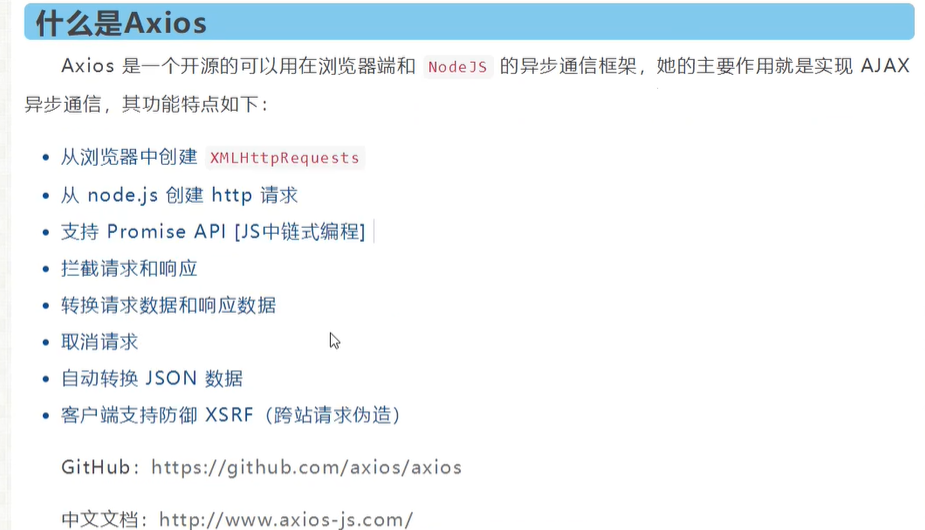 什么是Axios
Axios 是一个开源的可以用在浏览器端和 NodeJS 的异步通信框架，她的主要作用就是实现 AJAX
异步通信，其功能特点如下：
从浏览器中创建 XMLHttpRequests
从 node.js 创建 http 请求
支持 Promise API [JS中链式编程]
拦截请求和响应
转换请求数据和响应数据
取消请求
自动转换 JSON 数据
客户端支持防御 XSRF（跨站请求伪造）
GitHub：https://github.com/axios/axios
中文文档：http://www.axios-js.com/